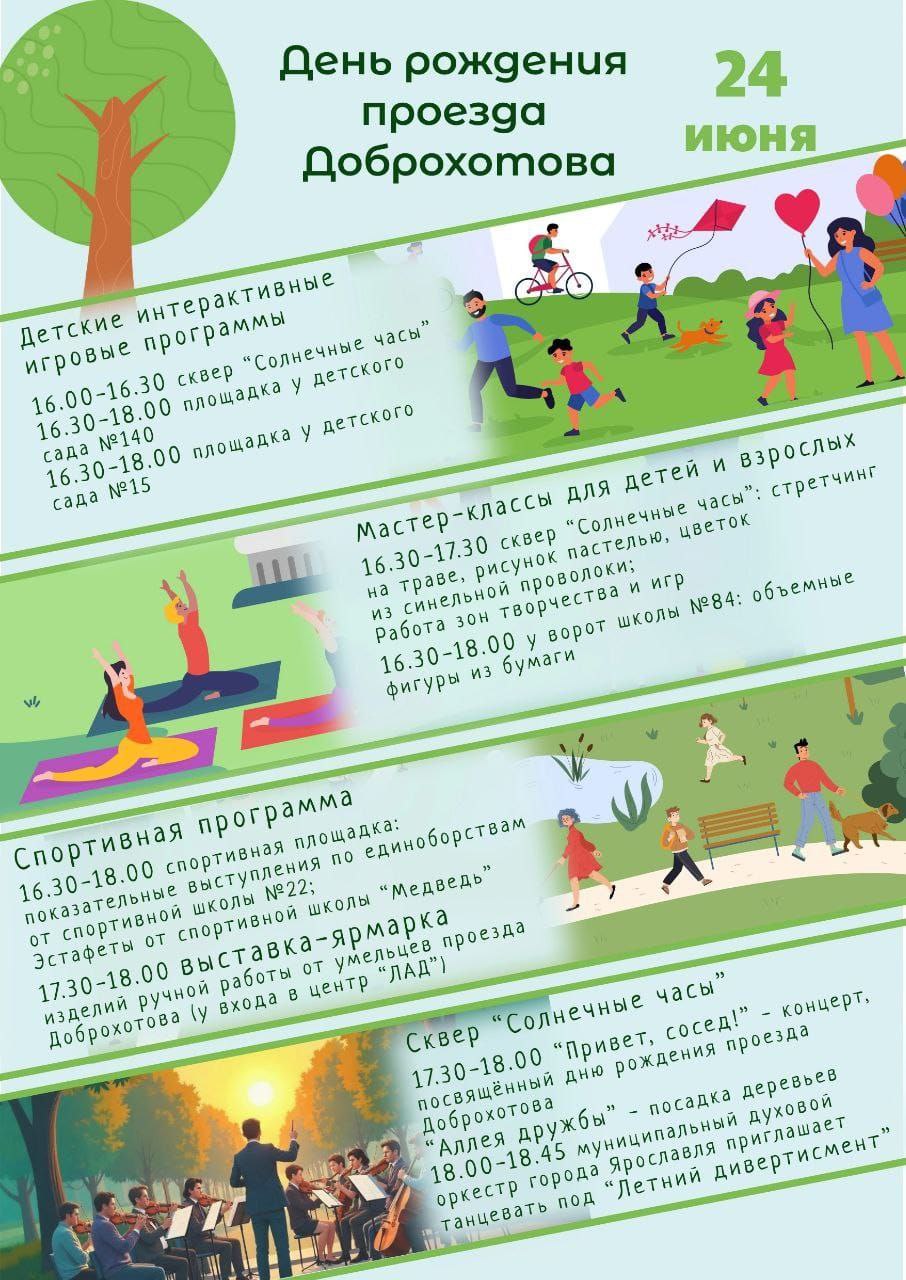 День рождения
проезда
Доброхотова
24
июня
Детские интерактивные
игровые программы
16.00-16.30 сквер “Солнечные часы”
16.30-18.00 площадка у детского
сада №140
16.30-18.00 площадка у детского
сада №15
Мастер-классы для детей и взрослых
16.30-17.30 сквер “Солнечные часы”: стретчинг
на траве, рисунок пастелью, цветок
из синельной проволоки;
Работа зон творчества и игр
16.30-18.00 у ворот школы №84: объемные
фигуры из бумаги
Спортивная программа
16.30-18.00 спортивная площадка:
показательные выступления по единоборствам
от спортивной школы №22;
Эстафеты от спортивной школы “Медведь”
17.30-18.00 выставка-ярмарка
изделий ручной работы от умельцев проезда
Доброхотова (у входа в центр “ЛАД”)
Сквер “Солнечные часы”
17.30-18.00 “Привет, сосед!” - концерт,
посвящённый дню рождения проезда
Доброхотова
“Аллея дружбы” - посадка деревьев
18.00-18.45 муниципальный духовой
оркестр города Ярославля приглашает
танцевать под “Летний дивертисмент”